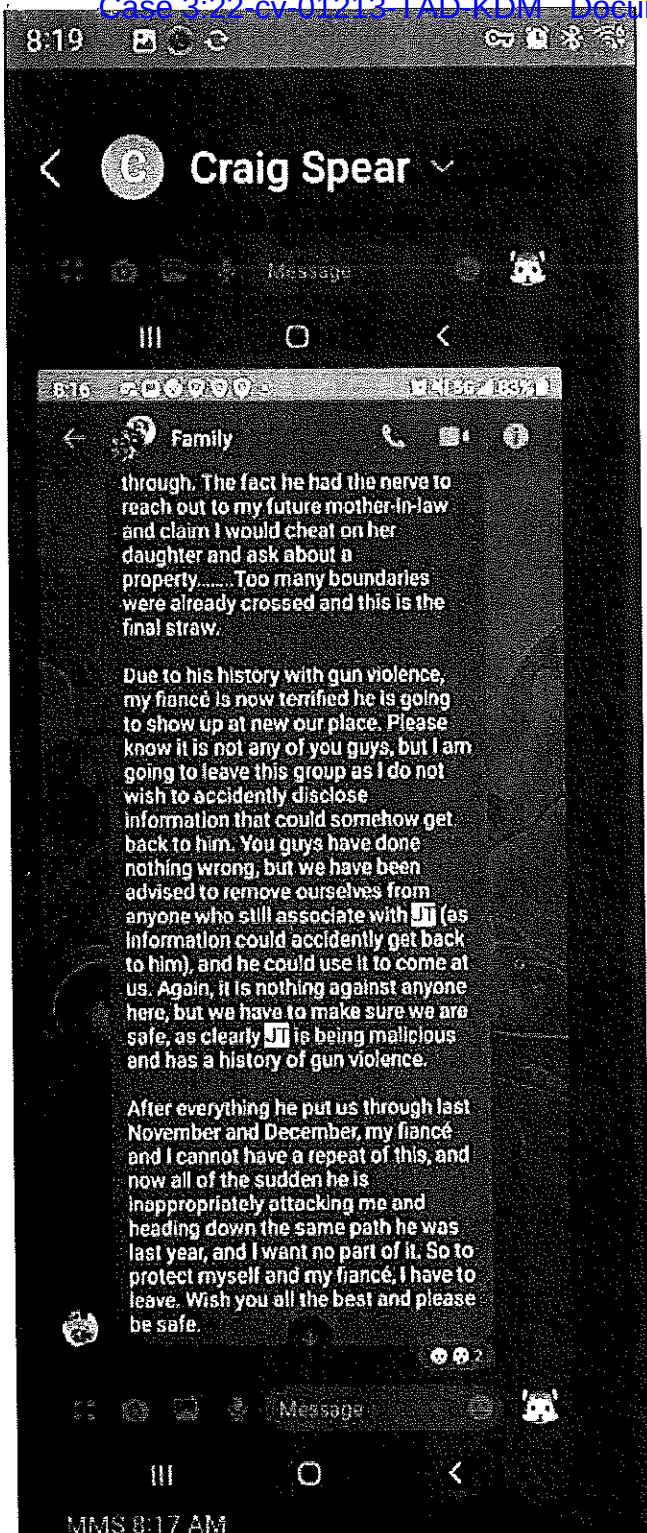 Case 3:22-cv-01213-TAD-KDM Docu
8:19
Craig Spear
Message
8:16 5G 83%
Family
through. The fact he had the nerve to
reach out to my future mother-in-law
and claim I would cheat on her
daughter and ask about a
property.......Too many boundaries
were already crossed and this is the
final straw.
Due to his history with gun violence,
my fiancé is now terrified he is going
to show up at new our place. Please
know it is not any of you guys, but I am
going to leave this group as I do not
wish to accidently disclose
information that could somehow get
back to him. You guys have done
nothing wrong, but we have been
advised to remove ourselves from
anyone who still associate with JT (as
information could accidently get back
to him), and he could use it to come at
us. Again, it is nothing against anyone
here, but we have to make sure we are
safe, as clearly JT is being malicious
and has a history of gun violence.
After everything he put us through last
November and December, my fiancé
and I cannot have a repeat of this, and
now all of the sudden he is
inappropriately attacking me and
heading down the same path he was
last year, and I want no part of it. So to
protect myself and my fiancé, I have to
leave. Wish you all the best and please
be safe.
2
Message
MMS 8:17 AM